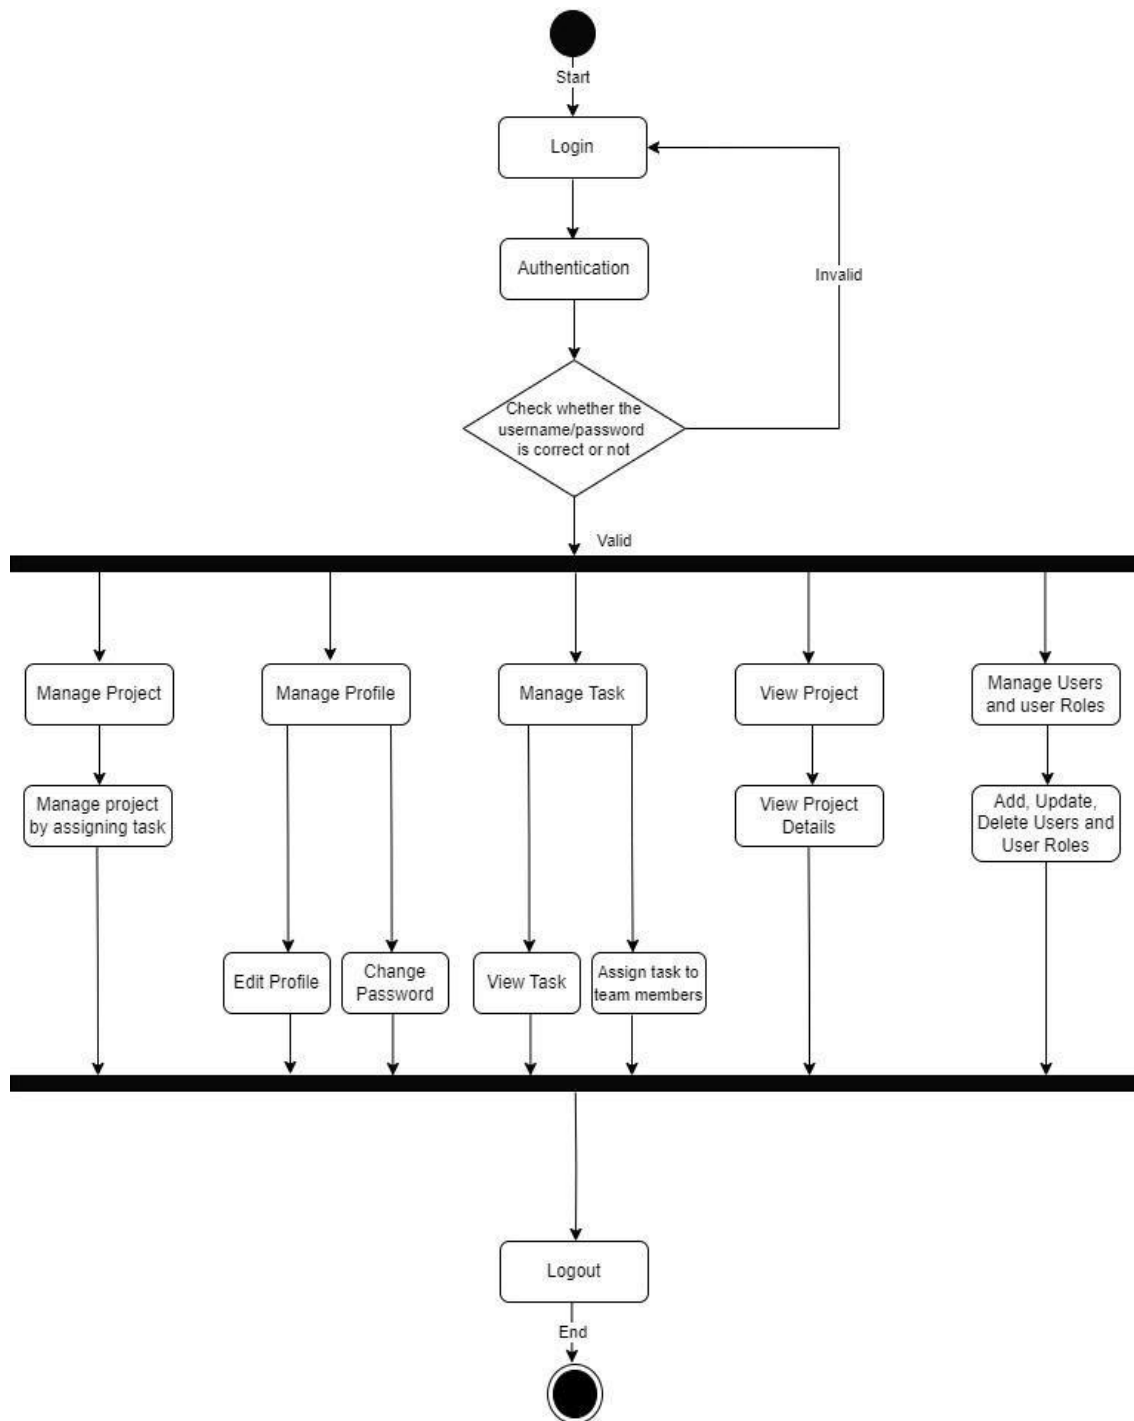 Start
Login
Authentication
Invalid
Check whether the
username/password
is correct or not
Valid
Manage Project
Manage Profile
Manage Task
View Project
Manage Users
and user Roles
Manage project
by assigning task
View Project
Details
Add, Update,
Delete Users and
User Roles
Edit Profile
Change
Password
View Task
Assign task to
team members
Logout
End